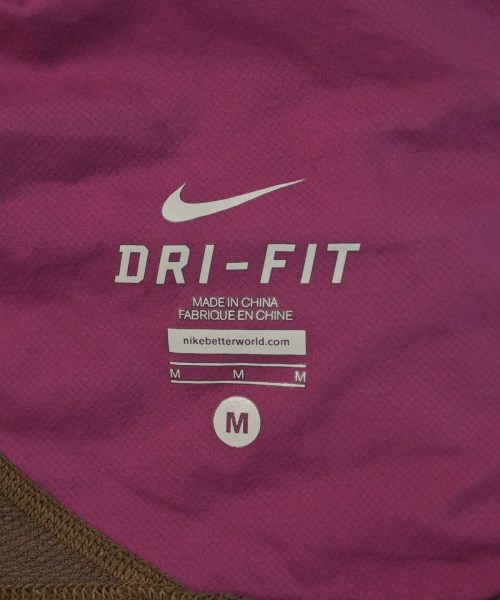 DRI-FIT
MADE IN CHINA
FABRIQUE EN CHINE
nikebetterworld.com
M M M
M